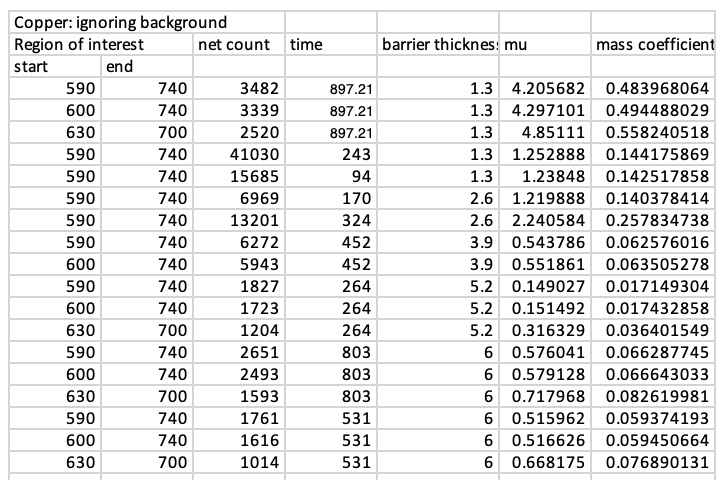 Copper: ignoring background
Region of interest net count time barrier thicknes mu mass coefficient
start end
590 740 3482 897.21 1.3 4.205682 0.483968064
600 740 3339 897.21 1.3 4.297101 0.494488029
630 700 2520 897.21 1.3 4.85111 0.558240518
590 740 41030 243 1.3 1.252888 0.144175869
590 740 15685 94 1.3 1.23848 0.142517858
590 740 6969 170 2.6 1.219888 0.140378414
590 740 13201 324 2.6 2.240584 0.257834738
590 740 6272 452 3.9 0.543786 0.062576016
600 740 5943 452 3.9 0.551861 0.063505278
590 740 1827 264 5.2 0.149027 0.017149304
600 740 1723 264 5.2 0.151492 0.017432858
630 700 1204 264 5.2 0.316329 0.036401549
590 740 2651 803 6 0.576041 0.066287745
600 740 2493 803 6 0.579128 0.066643033
630 700 1593 803 6 0.717968 0.082619981
590 740 1761 531 6 0.515962 0.059374193
600 740 1616 531 6 0.516626 0.059450664
630 700 1014 531 6 0.668175 0.076890131